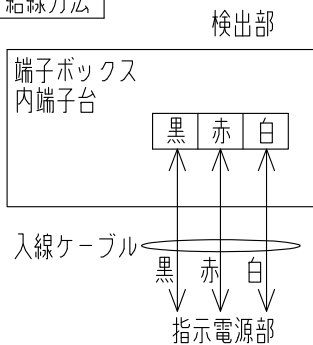 結線方法
検出部
端子ボックス
内端子台
黒 赤 白
入線ケーブル
黒 赤 白
指示電源部